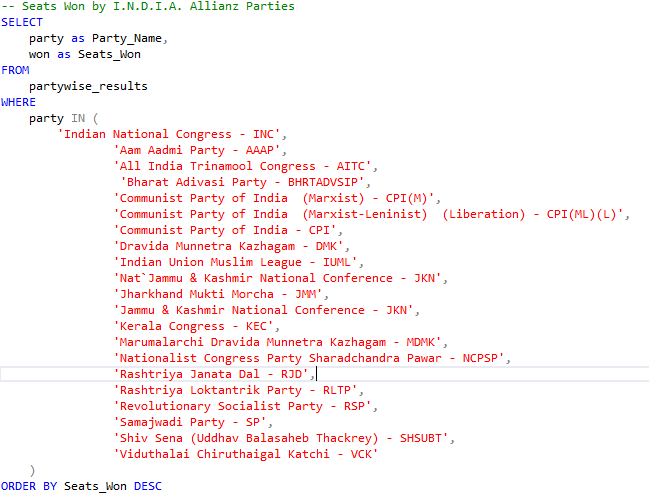 -- Seats Won by I.N.D.I.A. Allianz Parties
SELECT
party as Party_Name,
won as Seats_Won
FROM
partywise_results
WHERE
party IN (
'Indian National Congress - INC',
'Aam Aadmi Party - AAAP',
'All India Trinamool Congress - AITC',
'Bharat Adivasi Party - BHRTADVSIP',
'Communist Party of India  (Marxist) - CPI(M)',
'Communist Party of India  (Marxist-Leninist)  (Liberation) - CPI(ML)(L)',
'Communist Party of India - CPI',
'Dravida Munnetra Kazhagam - DMK',
'Indian Union Muslim League - IUML',
'Nat`Jammu & Kashmir National Conference - JKN',
'Jharkhand Mukti Morcha - JMM',
'Jammu & Kashmir National Conference - JKN',
'Kerala Congress - KEC',
'Marumalarchi Dravida Munnetra Kazhagam - MDMK',
'Nationalist Congress Party Sharadchandra Pawar - NCPSP',
'Rashtriya Janata Dal - RJD',
'Rashtriya Loktantrik Party - RLTP',
'Revolutionary Socialist Party - RSP',
'Samajwadi Party - SP',
'Shiv Sena (Uddhav Balasaheb Thackrey) - SHSUBT',
'Viduthalai Chiruthaigal Katchi - VCK'
)
ORDER BY Seats_Won DESC